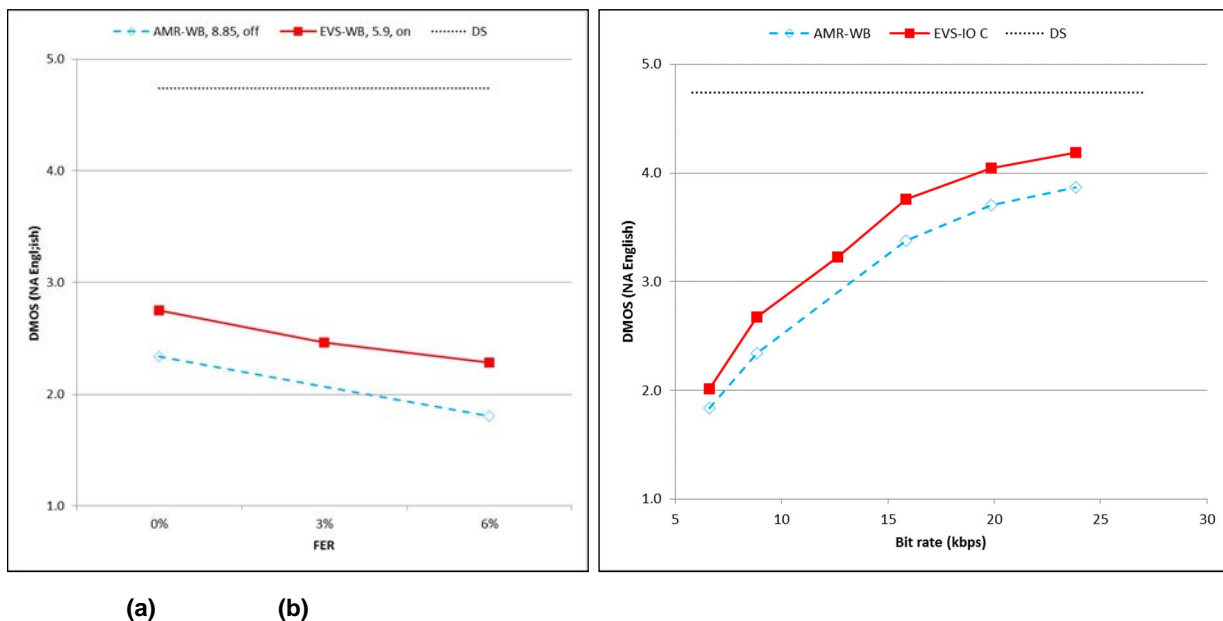 AMR-WB, 8.85, off EVS-WB, 5.9, on DS
5.0
4.0
3.0
2.0
1.0
DMOS (NA Engl;ish)
0% 3% 6%
FER
AMR-WB EVS-IO C DS
5.0
4.0
3.0
2.0
1.0
DMOS (NA English)
5 10 15 20 25 30
Bit rate (kbps)
(a) (b)